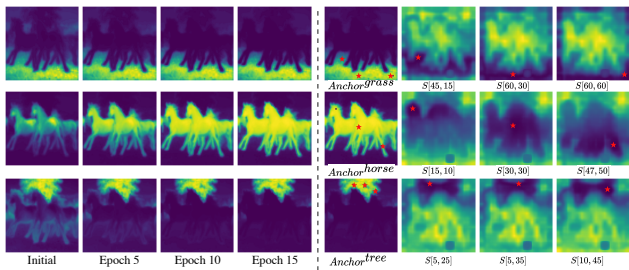 Anchor^grass S[45, 15] S[60, 30] S[60, 60]
Anchor^horse S[15, 10] S[30, 30] S[47, 50]
Initial Epoch 5 Epoch 10 Epoch 15 Anchor^tree S[5, 25] S[5, 35] S[10, 45]